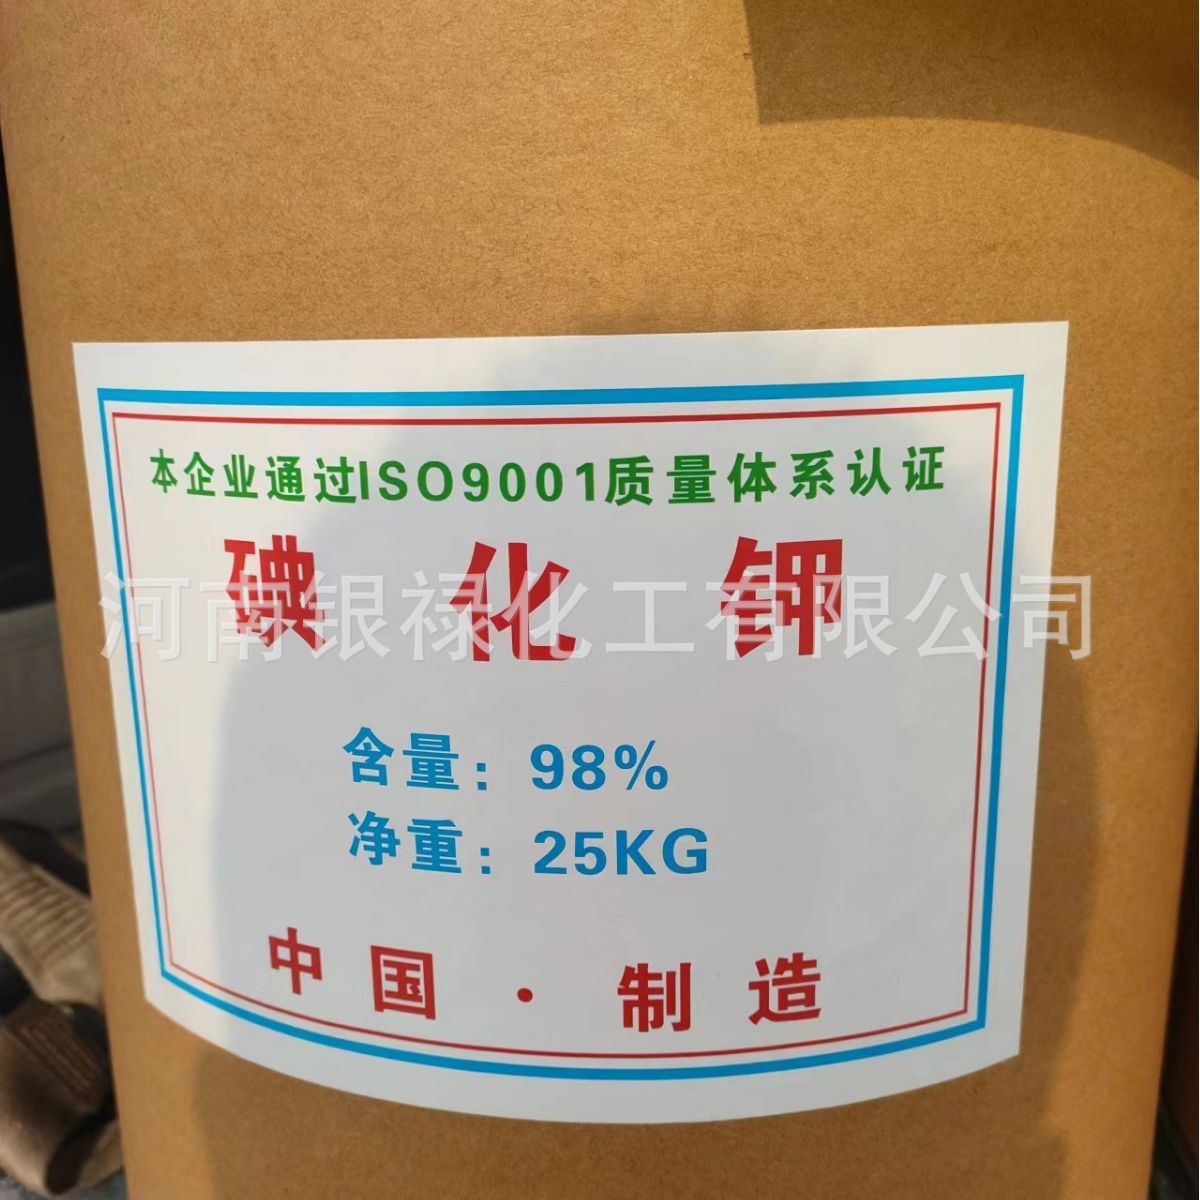 本企业通过ISO9001质量体系认证
碘化钾
河南银禄化工有限公司
含量：98%
净重：25KG
中国·制造